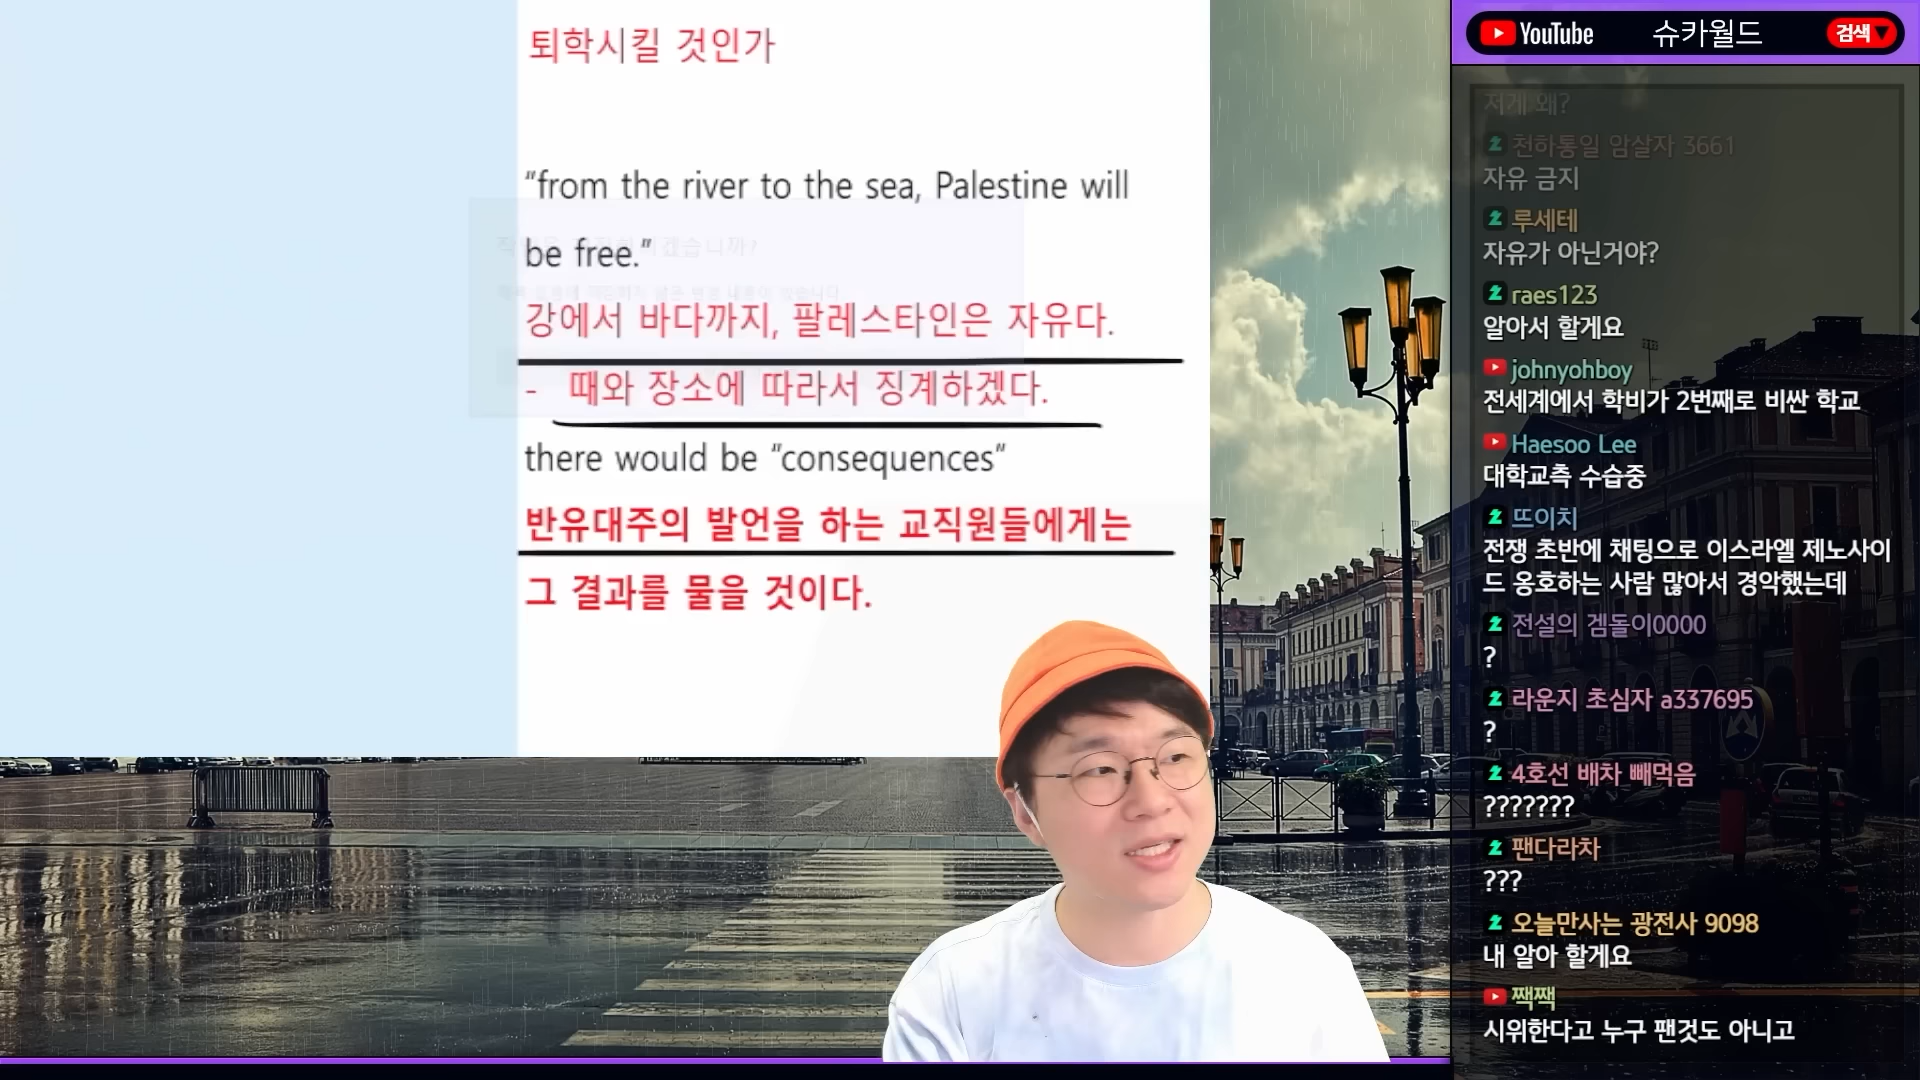 퇴학시킬 것인가
“from the river to the sea, Palestine will
be free.”
강에서 바다까지, 팔레스타인은 자유다.
- 때와 장소에 따라서 징계하겠다.
there would be “consequences”
반유대주의 발언을 하는 교직원들에게는
그 결과를 물을 것이다.
YouTube 슈카월드 검색
저게 왜?
천하통일 암살자 3661
자유 금지
루세테
자유가 아닌거야?
raes123
알아서 할게요
johnyohboy
전세계에서 학비가 2번째로 비싼 학교
Haesoo Lee
대학교측 수습중
뜨이치
전쟁 초반에 채팅으로 이스라엘 제노사이
드 옹호하는 사람 많아서 경악했는데
전설의 겜돌이0000
?
라운지 초심자 a337695
?
4호선 배차 빼먹음
???????
팬다라차
???
오늘만사는 광전사 9098
내 알아 할게요
짹짹
시위한다고 누구 팬것도 아니고